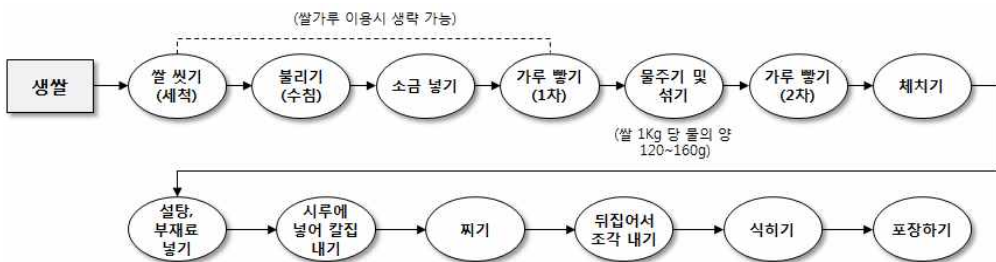 (쌀가루 이용시 생략 가능)
생쌀
쌀 씻기
(세척)
불리기
(수침)
소금 넣기
가루 빻기
(1차)
물주기 및
섞기
가루 빻기
(2차)
체치기
(쌀 1Kg 당 물의 양
120~160g)
설탕,
부재료
넣기
시루에
넣어 칼집
내기
찌기
뒤집어서
조각 내기
식히기
포장하기